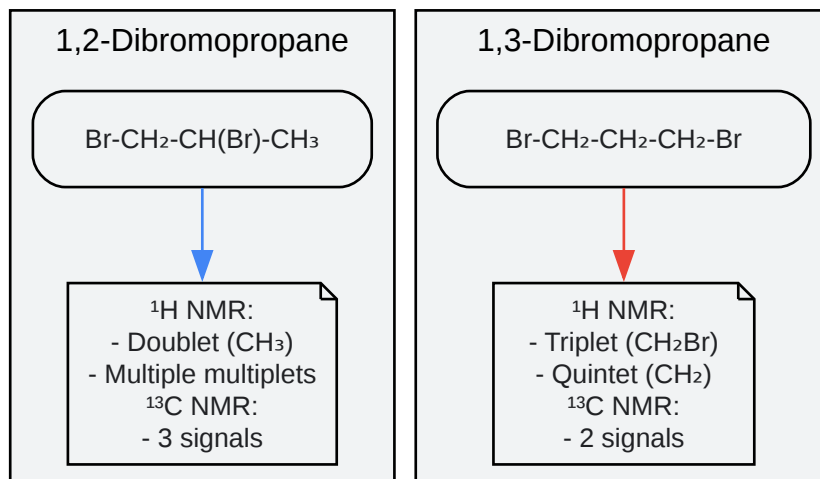 1,2-Dibromopropane
Br-CH₂-CH(Br)-CH₃
¹H NMR:
- Doublet (CH₃)
- Multiple multiplets
¹³C NMR:
- 3 signals
1,3-Dibromopropane
Br-CH₂-CH₂-CH₂-Br
¹H NMR:
- Triplet (CH₂Br)
- Quintet (CH₂)
¹³C NMR:
- 2 signals